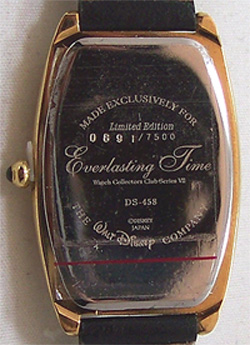 MADE EXCLUSIVELY FOR
Limited Edition
0691/7500
Everlasting Time
Watch Collectors Club Series VII
DS-458
©DISNEY
JAPAN
THE WALT DISNEY COMPANY